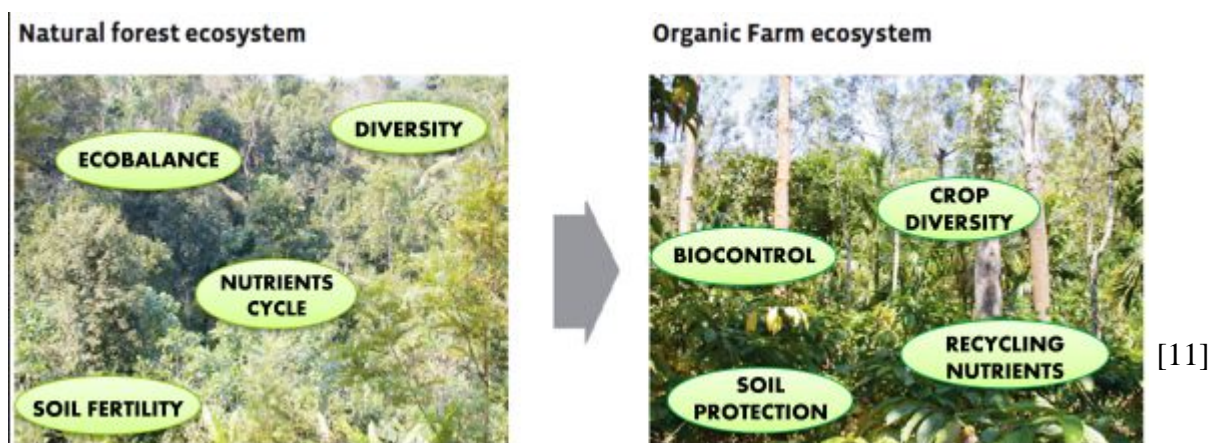 Natural forest ecosystem
Organic Farm ecosystem
ECOBALANCE
DIVERSITY
NUTRIENTS
CYCLE
SOIL FERTILITY
CROP
DIVERSITY
BIOCONTROL
RECYCLING
NUTRIENTS
SOIL
PROTECTION
[11]